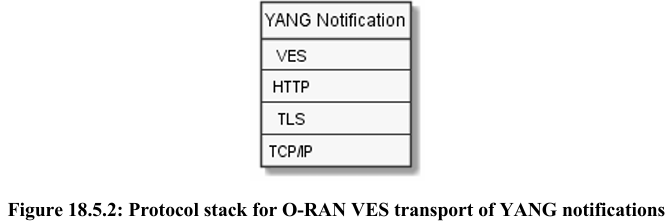 YANG Notification
VES
HTTP
TLS
TCP/IP
Figure 18.5.2: Protocol stack for O-RAN VES transport of YANG notifications